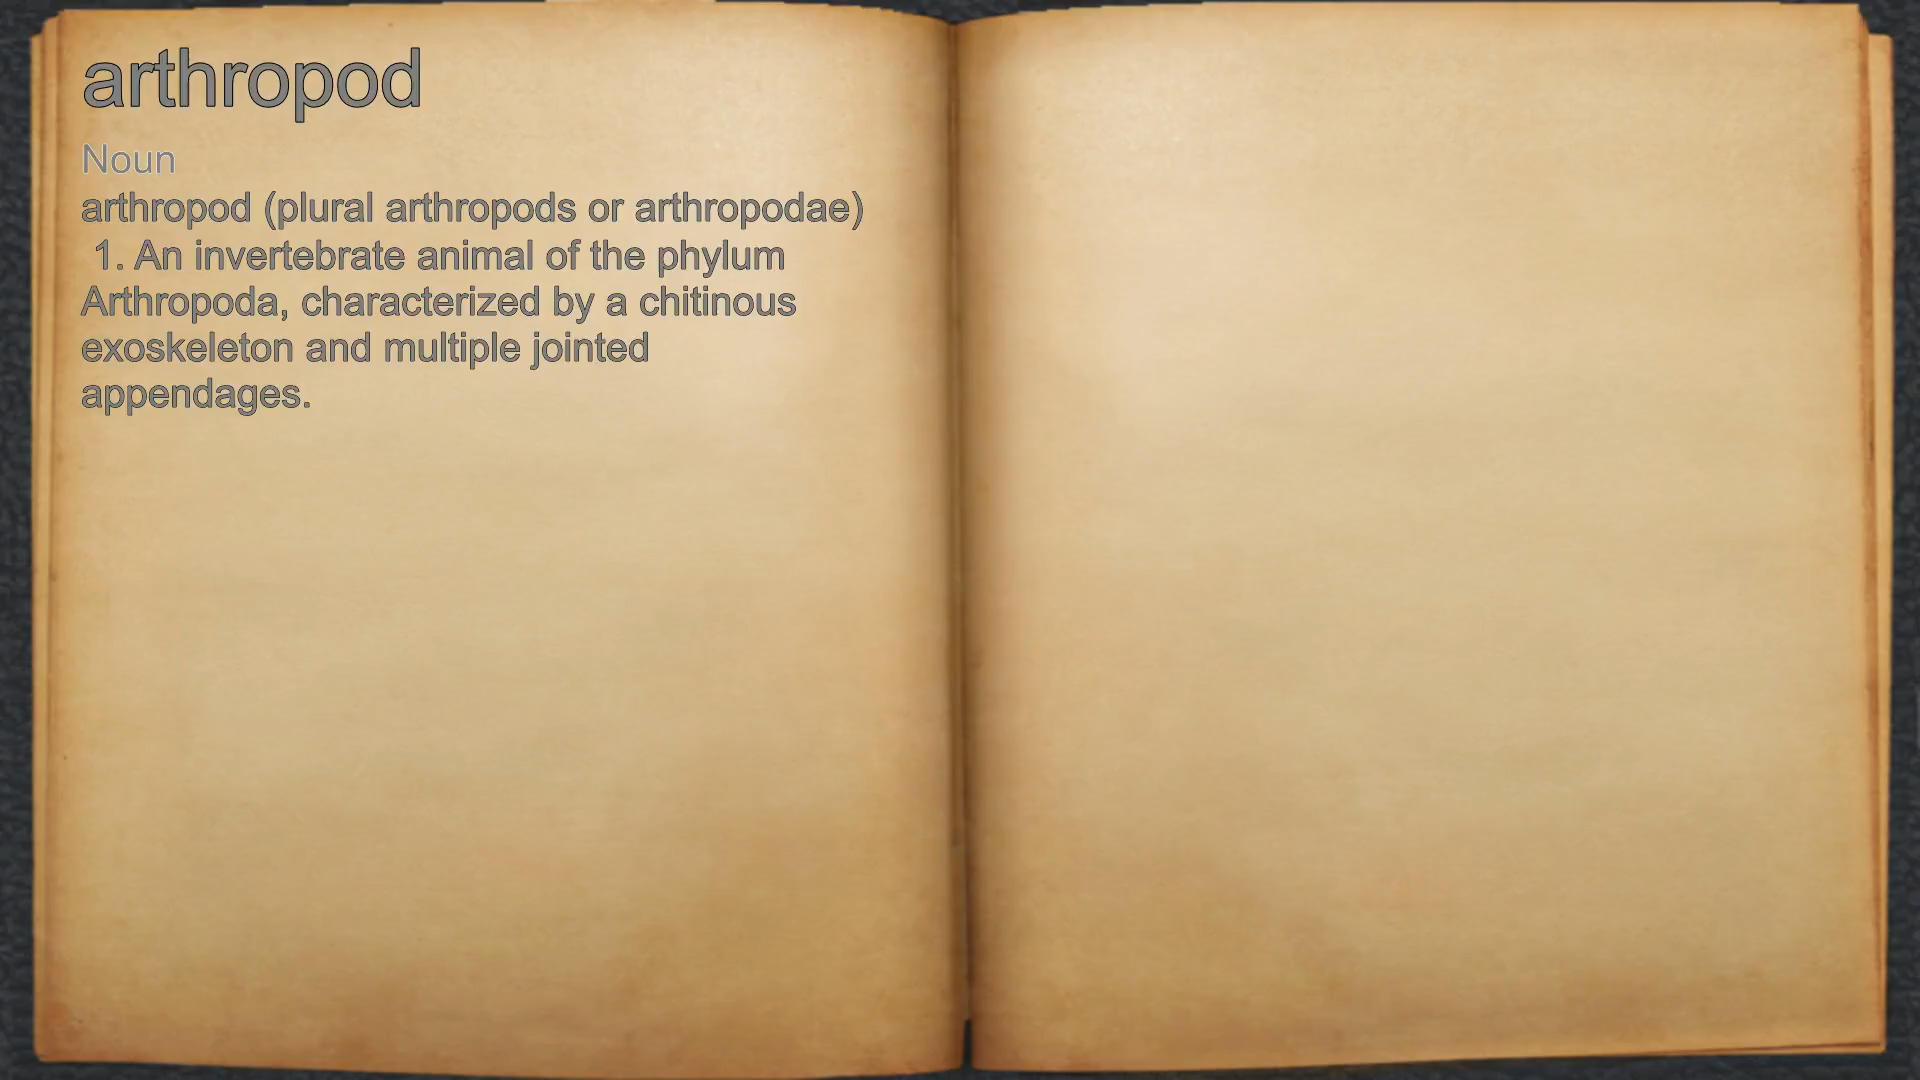 arthropod
Noun
arthropod (plural arthropods or arthropodae)
1. An invertebrate animal of the phylum
Arthropoda, characterized by a chitinous
exoskeleton and multiple jointed
appendages.